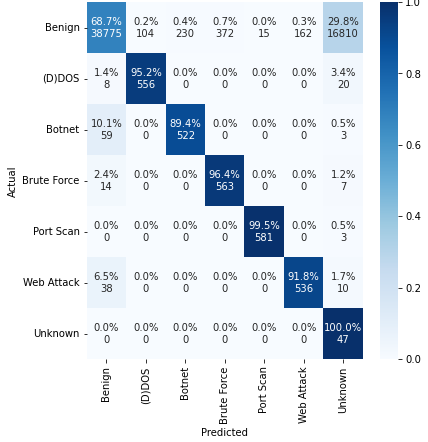 Benign 68.7% 0.2% 0.4% 0.7% 0.0% 0.3% 29.8%
38775 104 230 372 15 162 16810
(D)DOS 1.4% 95.2% 0.0% 0.0% 0.0% 0.0% 3.4%
8 556 0 0 0 0 20
Botnet 10.1% 0.0% 89.4% 0.0% 0.0% 0.0% 0.5%
59 0 522 0 0 0 3
Brute Force 2.4% 0.0% 0.0% 96.4% 0.0% 0.0% 1.2%
14 0 0 563 0 0 7
Port Scan 0.0% 0.0% 0.0% 0.0% 99.5% 0.0% 0.5%
0 0 0 0 581 0 3
Web Attack 6.5% 0.0% 0.0% 0.0% 0.0% 91.8% 1.7%
38 0 0 0 0 536 10
Unknown 0.0% 0.0% 0.0% 0.0% 0.0% 0.0% 100.0%
0 0 0 0 0 0 47
Actual
Benign
(D)DOS
Botnet
Brute Force
Port Scan
Web Attack
Unknown
Predicted
1.0
0.8
0.6
0.4
0.2
0.0